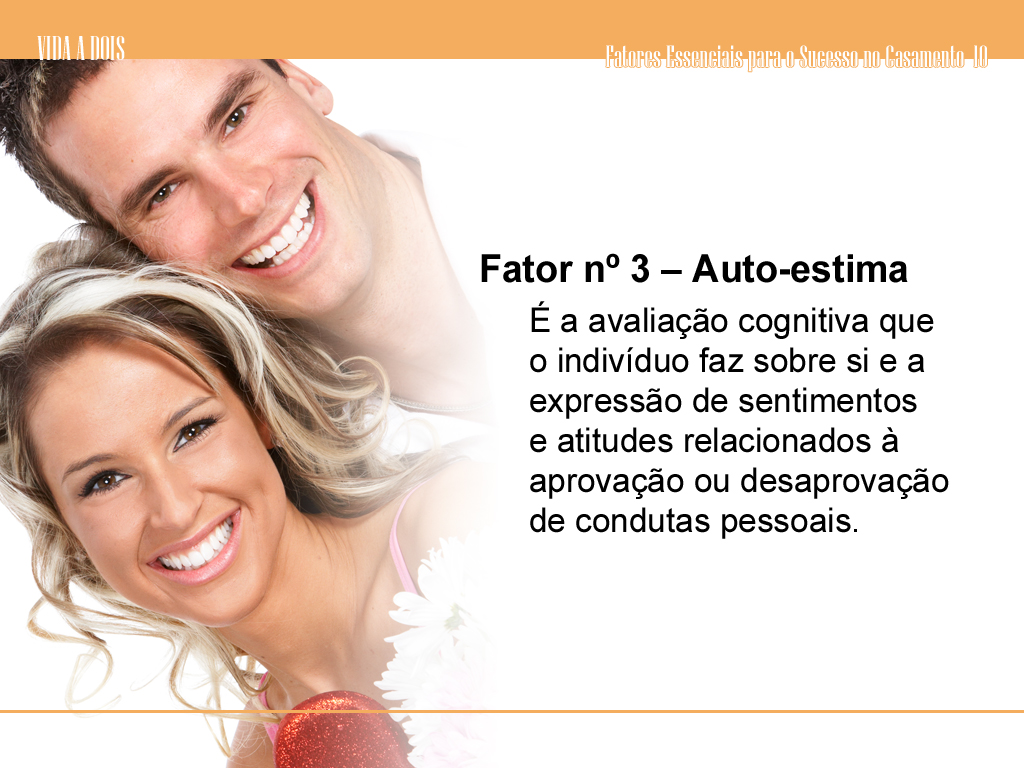 VIDA A DOIS
Fatores Essenciais para o Sucesso no Casamento 10
Fator nº 3 – Auto-estima
É a avaliação cognitiva que
o indivíduo faz sobre si e a
expressão de sentimentos
e atitudes relacionados à
aprovação ou desaprovação
de condutas pessoais.